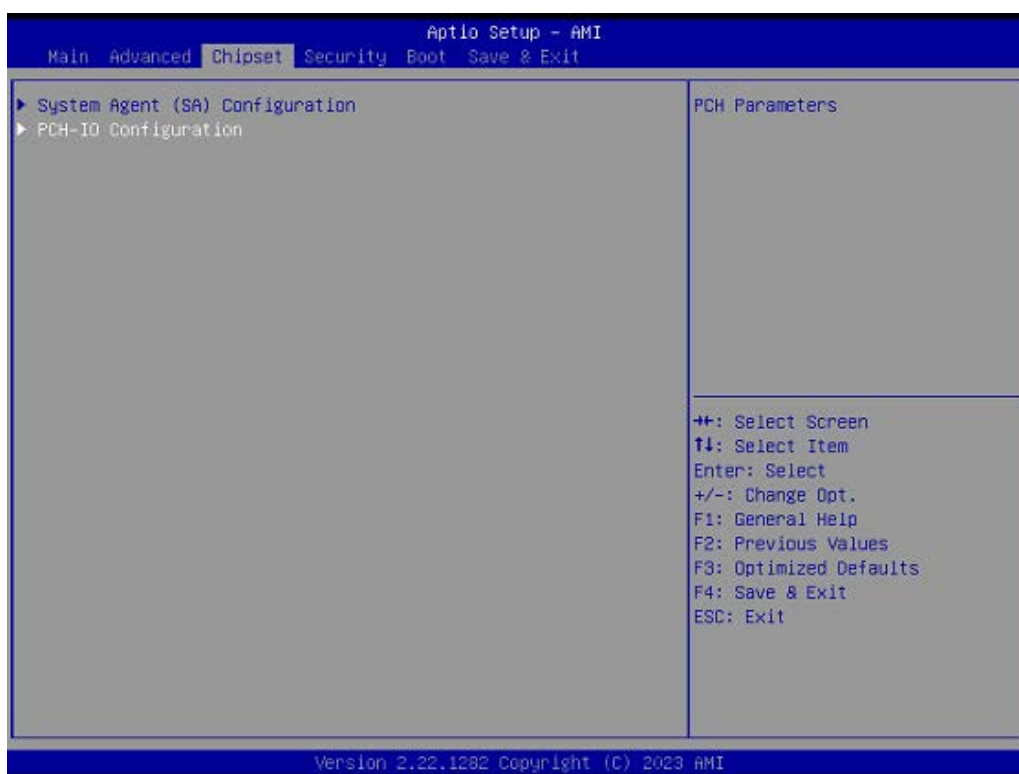 Aptio Setup - AMI
Main Advanced Chipset Security Boot Save & Exit
▶ System Agent (SA) Configuration
▶ PCH-IO Configuration
PCH Parameters
→←: Select Screen
↑↓: Select Item
Enter: Select
+/-: Change Opt.
F1: General Help
F2: Previous Values
F3: Optimized Defaults
F4: Save & Exit
ESC: Exit
Version 2.22.1282 Copyright (C) 2023 AMI